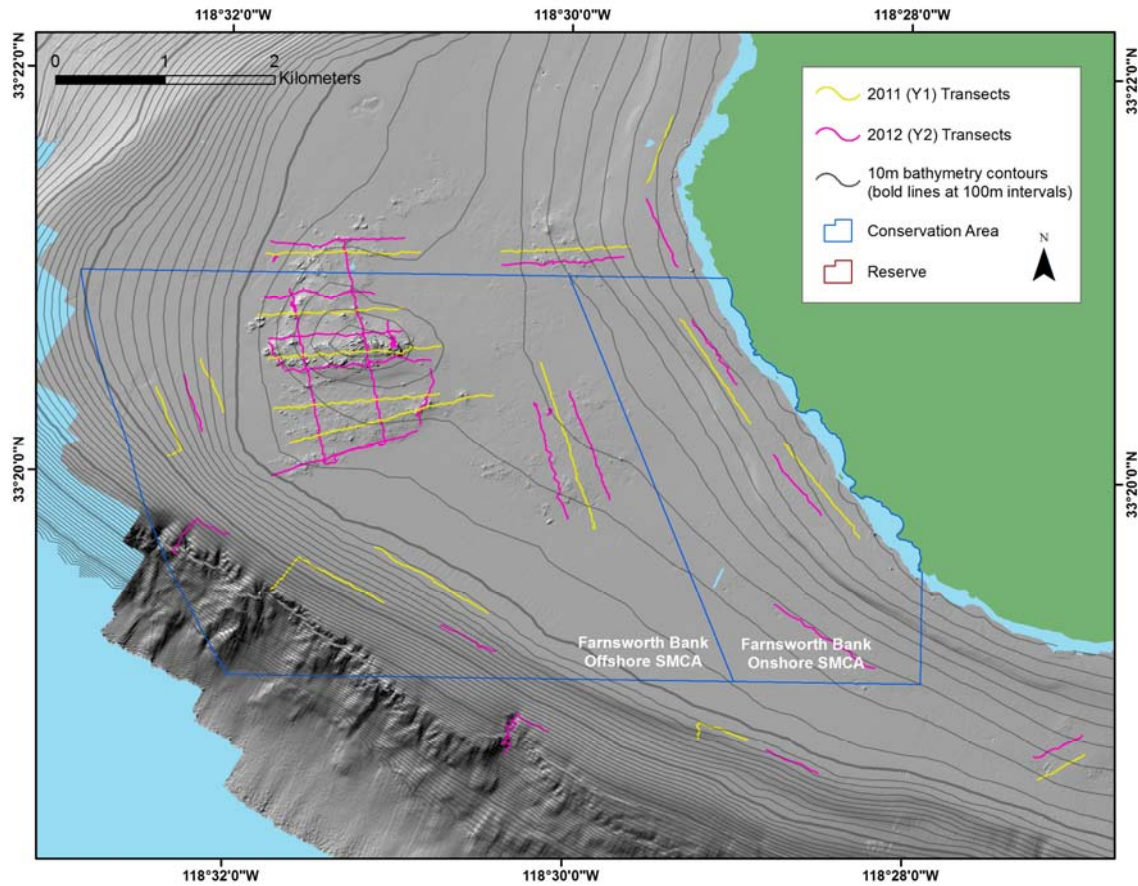 118°32'0"W 118°30'0"W 118°28'0"W
33°22'0"N
33°22'0"N
0 1 2
Kilometers
2011 (Y1) Transects
2012 (Y2) Transects
10m bathymetry contours
(bold lines at 100m intervals)
Conservation Area
Reserve
N
33°20'0"N
33°20'0"N
Farnsworth Bank
Offshore SMCA
Farnsworth Bank
Onshore SMCA
118°32'0"W 118°30'0"W 118°28'0"W